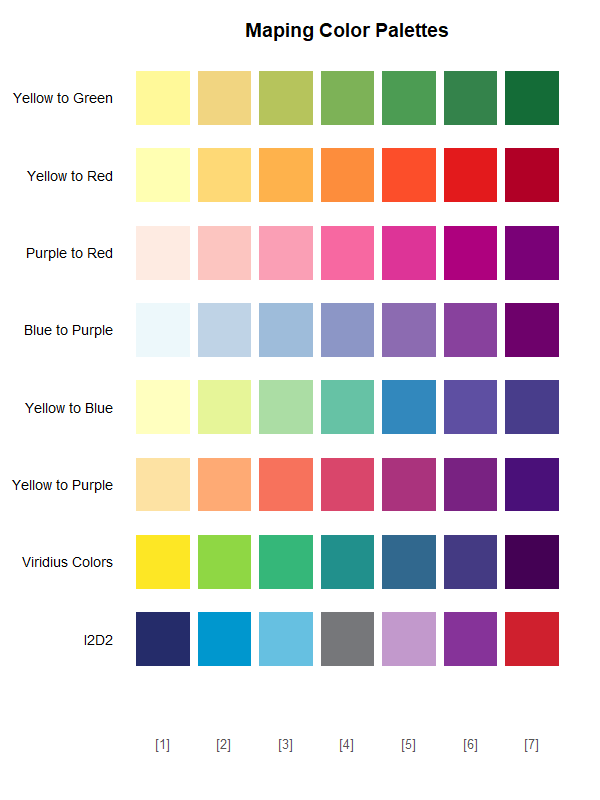 Maping Color Palettes
Yellow to Green
Yellow to Red
Purple to Red
Blue to Purple
Yellow to Blue
Yellow to Purple
Viridius Colors
I2D2
[1] [2] [3] [4] [5] [6] [7]